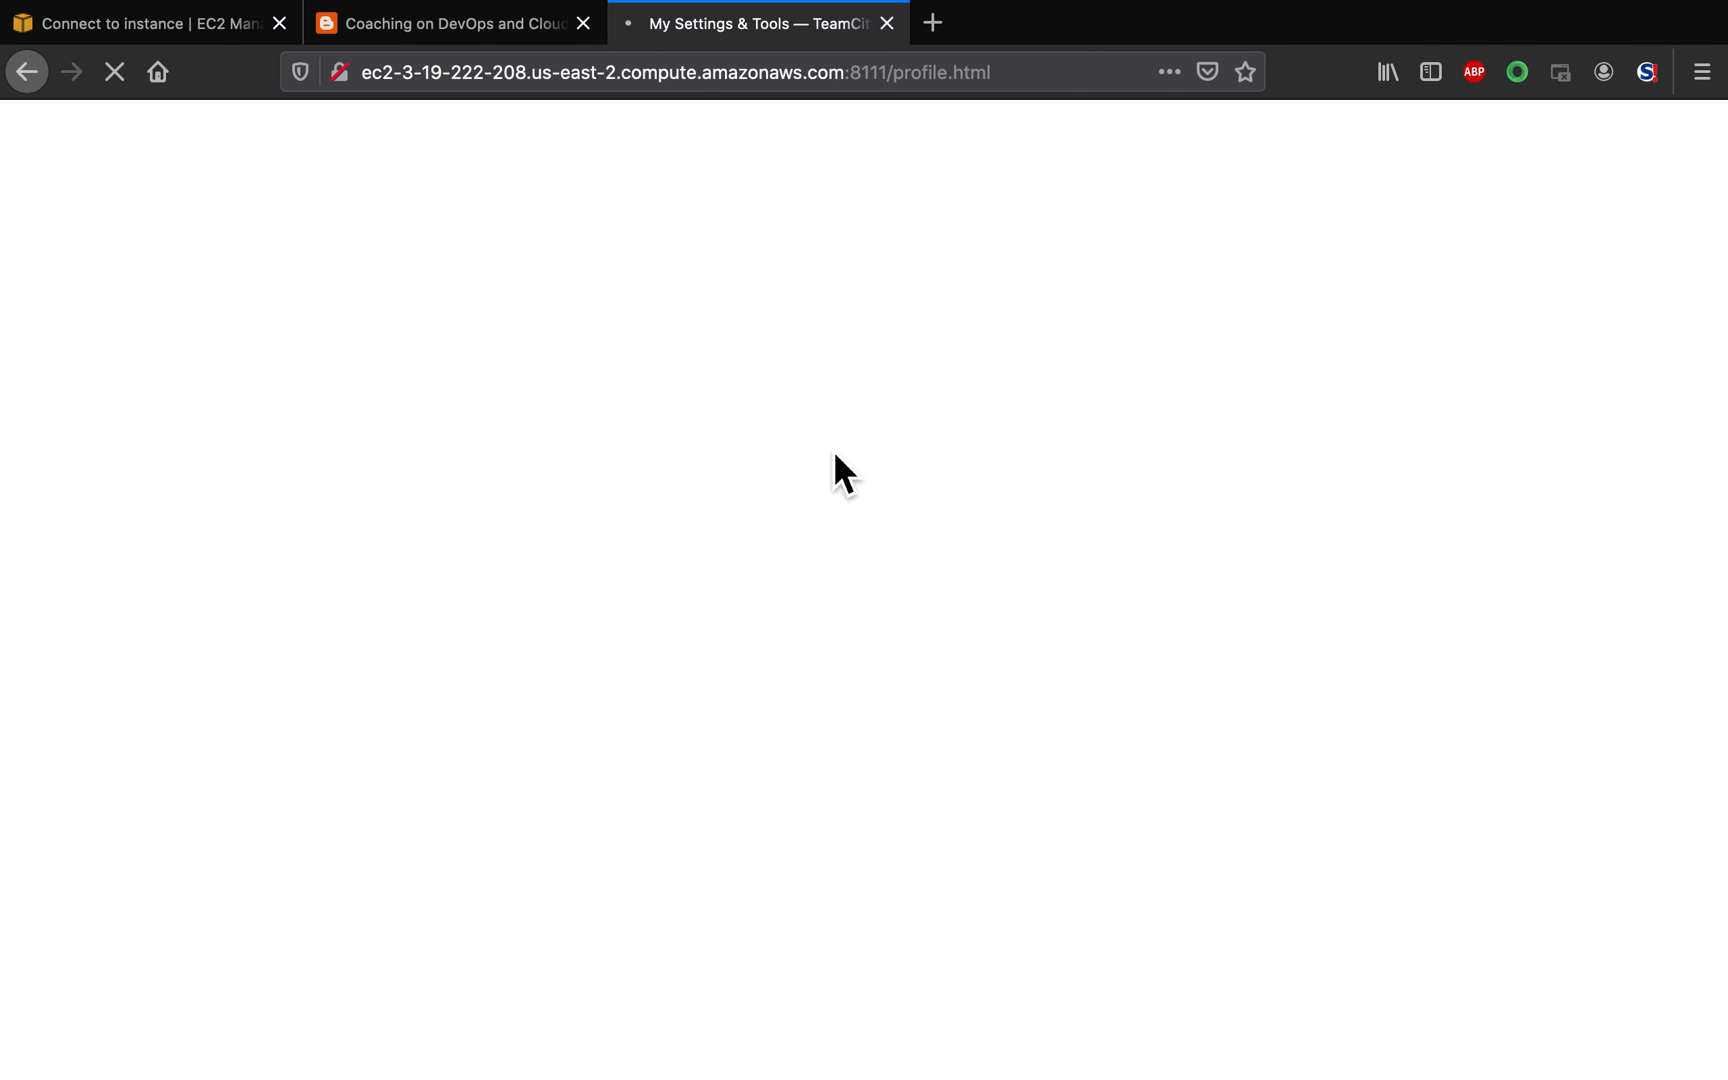 Connect to instance | EC2 Man
Coaching on DevOps and Cloud
My Settings & Tools — TeamCit
ec2-3-19-222-208.us-east-2.compute.amazonaws.com:8111/profile.html
ABP
S!